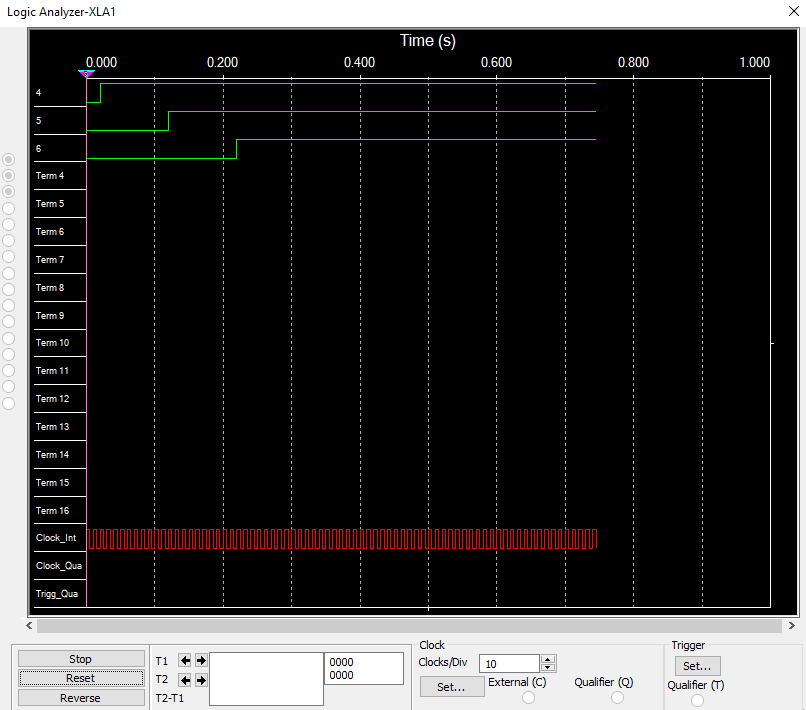 Logic Analyzer-XLA1
Time (s)
0.000 0.200 0.400 0.600 0.800 1.000
4
5
6
Term 4
Term 5
Term 6
Term 7
Term 8
Term 9
Term 10
Term 11
Term 12
Term 13
Term 14
Term 15
Term 16
Clock_Int
Clock_Qua
Trigg_Qua
Stop
Reset
Reverse
T1
T2
T2-T1
0000
0000
Clock
Clocks/Div 10
Set...
External (C)
Qualifier (Q)
Trigger
Set...
Qualifier (T)